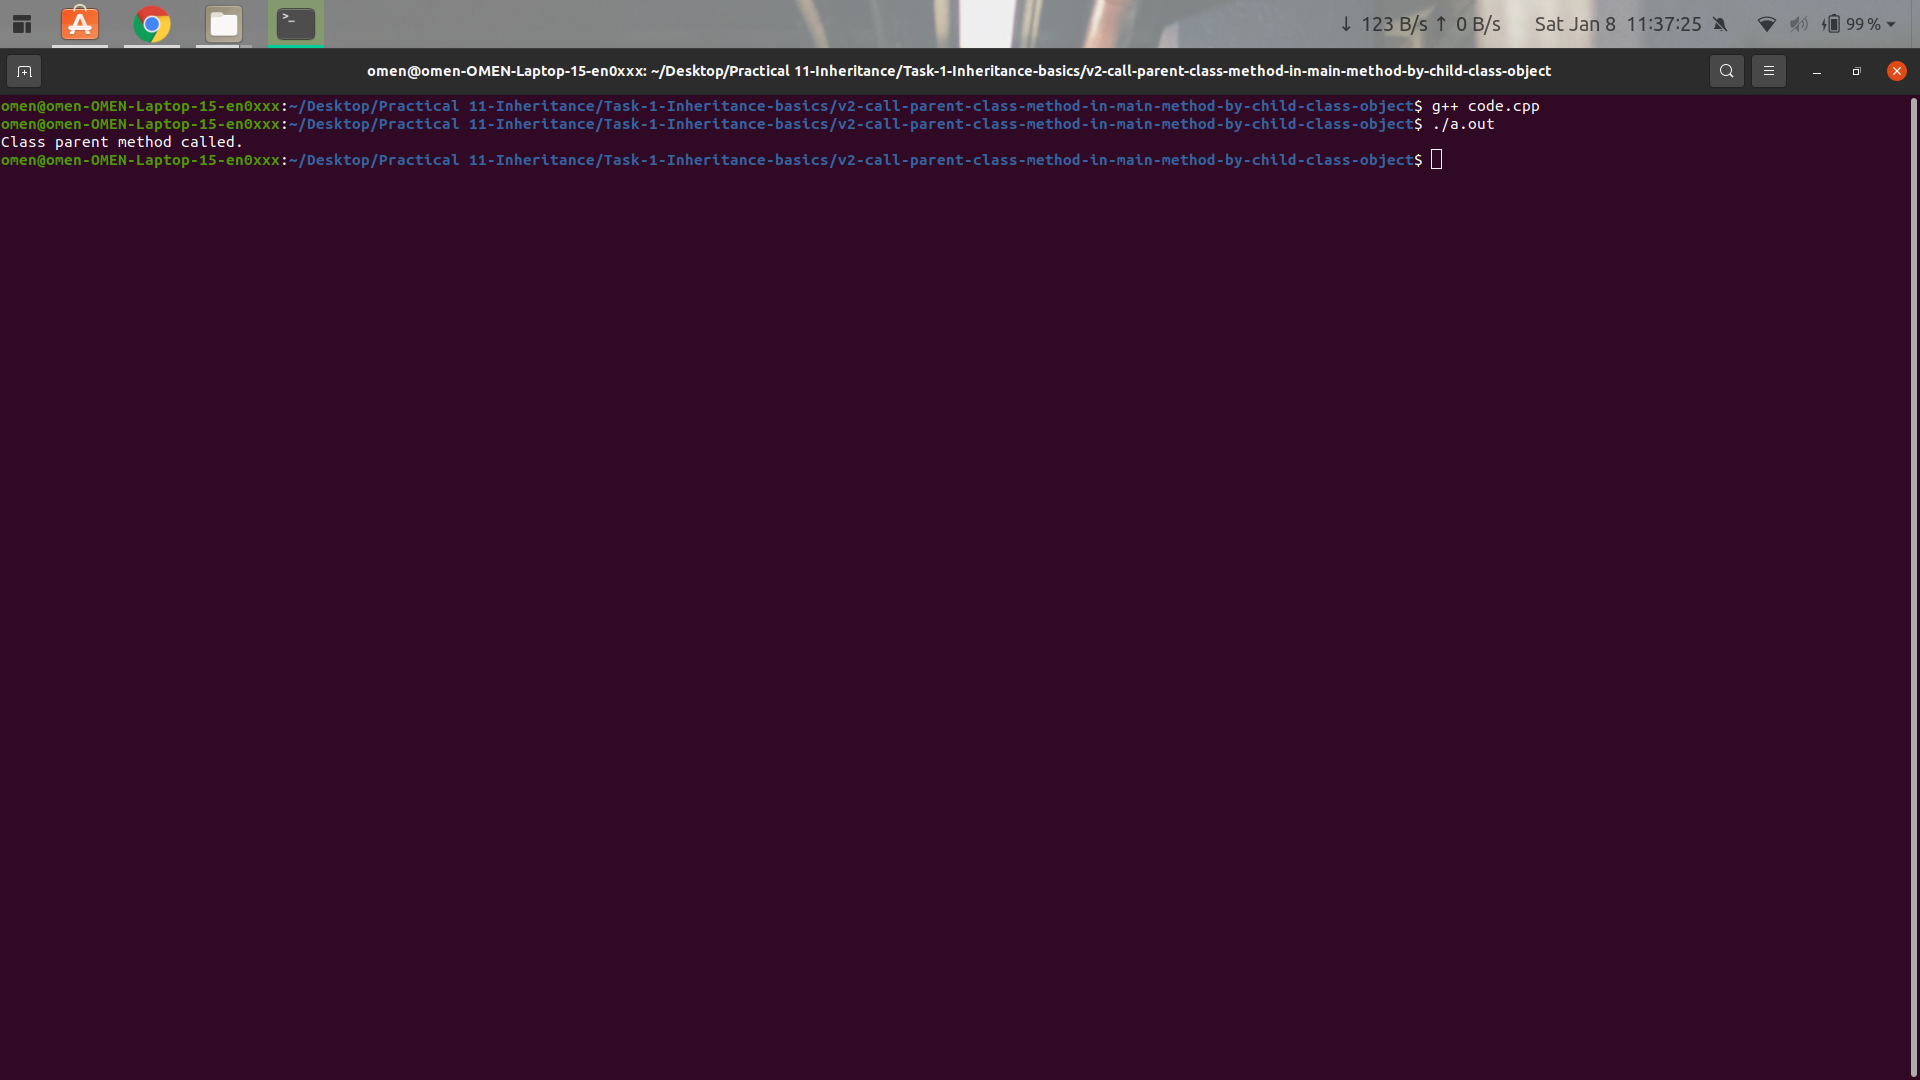 ↓ 123 B/s ↑ 0 B/s Sat Jan 8 11:37:25 99 %
omen@omen-OMEN-Laptop-15-en0xxx: ~/Desktop/Practical 11-Inheritance/Task-1-Inheritance-basics/v2-call-parent-class-method-in-main-method-by-child-class-object
omen@omen-OMEN-Laptop-15-en0xxx:~/Desktop/Practical 11-Inheritance/Task-1-Inheritance-basics/v2-call-parent-class-method-in-main-method-by-child-class-object$ g++ code.cpp
omen@omen-OMEN-Laptop-15-en0xxx:~/Desktop/Practical 11-Inheritance/Task-1-Inheritance-basics/v2-call-parent-class-method-in-main-method-by-child-class-object$ ./a.out
Class parent method called.
omen@omen-OMEN-Laptop-15-en0xxx:~/Desktop/Practical 11-Inheritance/Task-1-Inheritance-basics/v2-call-parent-class-method-in-main-method-by-child-class-object$